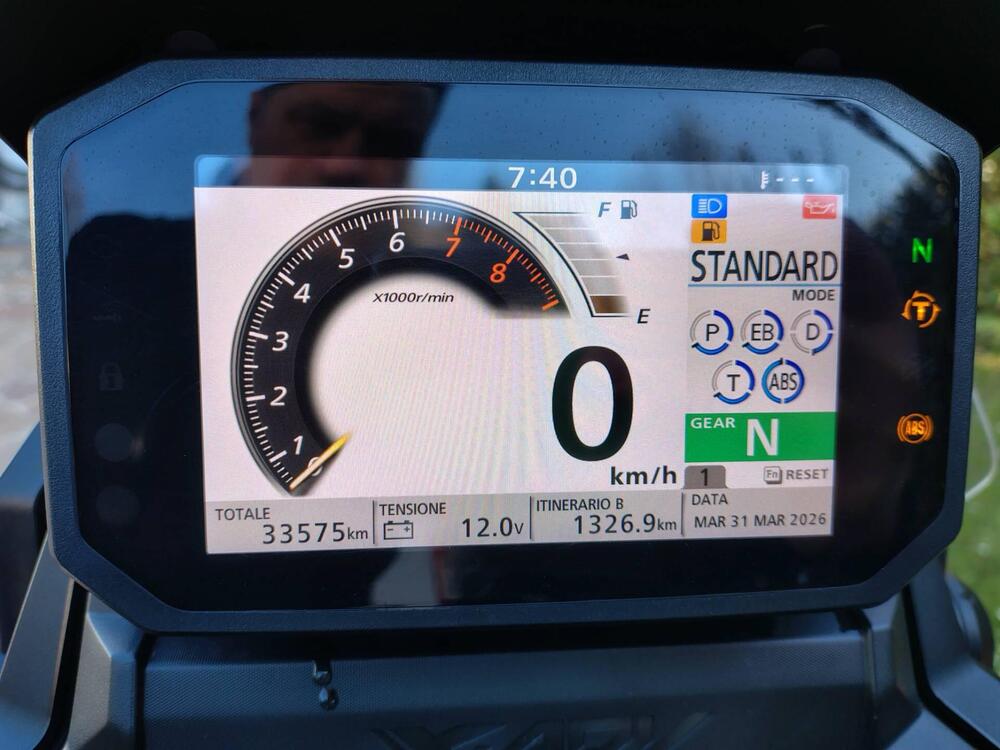 7:40
---
F
STANDARD
MODE
P EB D
T ABS
GEAR N
1 Fn RESET
E
8
7
6
5
4
3
2
1
0
X1000r/min
0
km/h
TOTALE
33575km
TENSIONE
12.0V
ITINERARIO B
1326.9km
DATA
MAR 31 MAR 2026
N
T
ABS